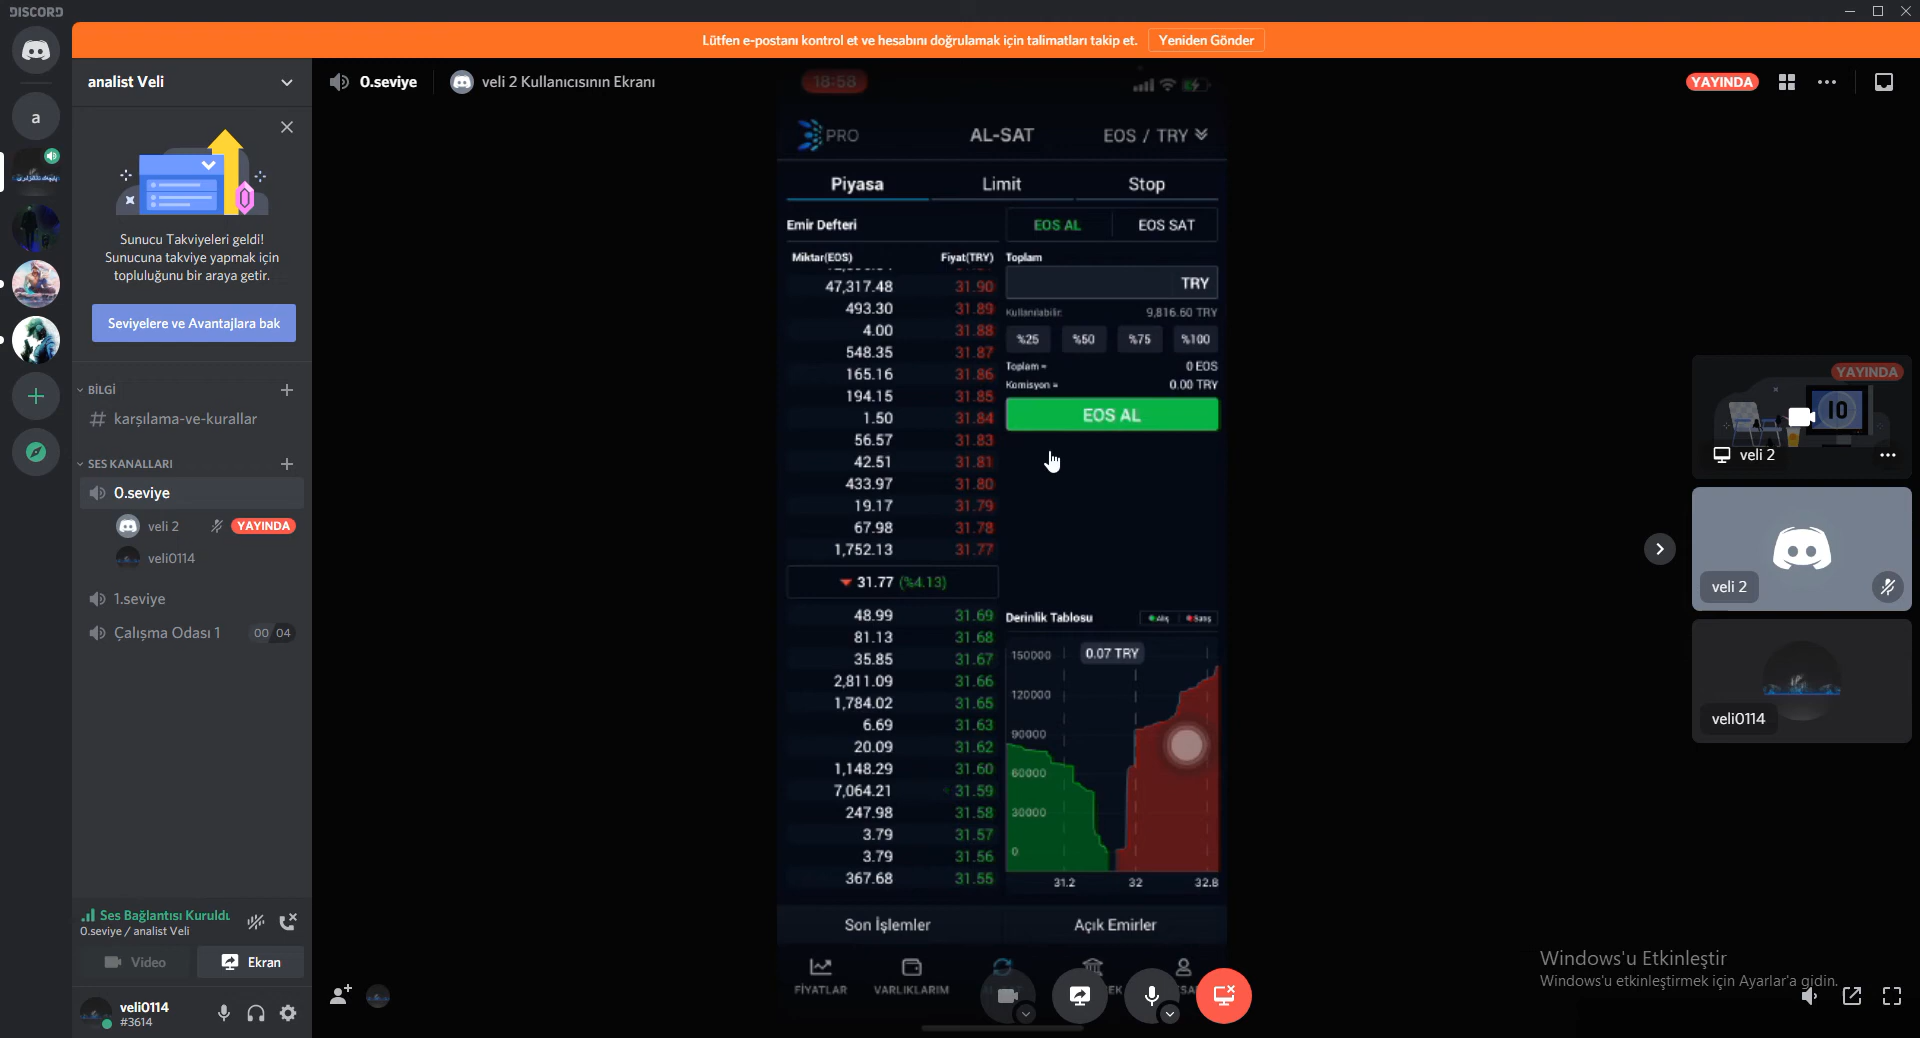 DISCORD
Lütfen e-postanı kontrol et ve hesabını doğrulamak için talimatları takip et.
Yeniden Gönder
analist Veli
0.seviye
veli 2 Kullanıcısının Ekranı
YAYINDA
a
Sunucu Takviyeleri geldi!
Sunucuna takviye yapmak için
topluluğunu bir araya getir.
Seviyelere ve Avantajlara bak
BİLGİ
karşılama-ve-kurallar
SES KANALLARI
0.seviye
veli 2
YAYINDA
veli0114
1.seviye
Çalışma Odası 1
00 04
Ses Bağlantısı Kuruldu
0.seviye / analist Veli
Video
Ekran
veli0114
#3614
18:58
PRO
AL-SAT
EOS / TRY
Piyasa
Limit
Stop
Emir Defteri
EOS AL
EOS SAT
Miktar(EOS)
Fiyat(TRY)
Toplam
TRY
Kullanılabilir:
9,816.60 TRY
%25
%50
%75
%100
Toplam ≈
0 EOS
Komisyon ≈
0.00 TRY
EOS AL
47,317.48 31.90
493.30 31.89
4.00 31.88
548.35 31.87
165.16 31.86
194.15 31.85
1.50 31.84
56.57 31.83
42.51 31.81
433.97 31.80
19.17 31.79
67.98 31.78
1,752.13 31.77
31.77 (%4.13)
48.99 31.69
81.13 31.68
35.85 31.67
2,811.09 31.66
1,784.02 31.65
6.69 31.63
20.09 31.62
1,148.29 31.60
7,064.21 31.59
247.98 31.58
3.79 31.57
3.79 31.56
367.68 31.55
Derinlik Tablosu
Alış
Satış
0.07 TRY
150000
120000
90000
60000
30000
0
31.2
32
32.8
Son İşlemler
Açık Emirler
FİYATLAR
VARLIKLARIM
YAYINDA
10
veli 2
veli 2
veli0114
Windows'u Etkinleştir
Windows'u etkinleştirmek için Ayarlar'a gidin.